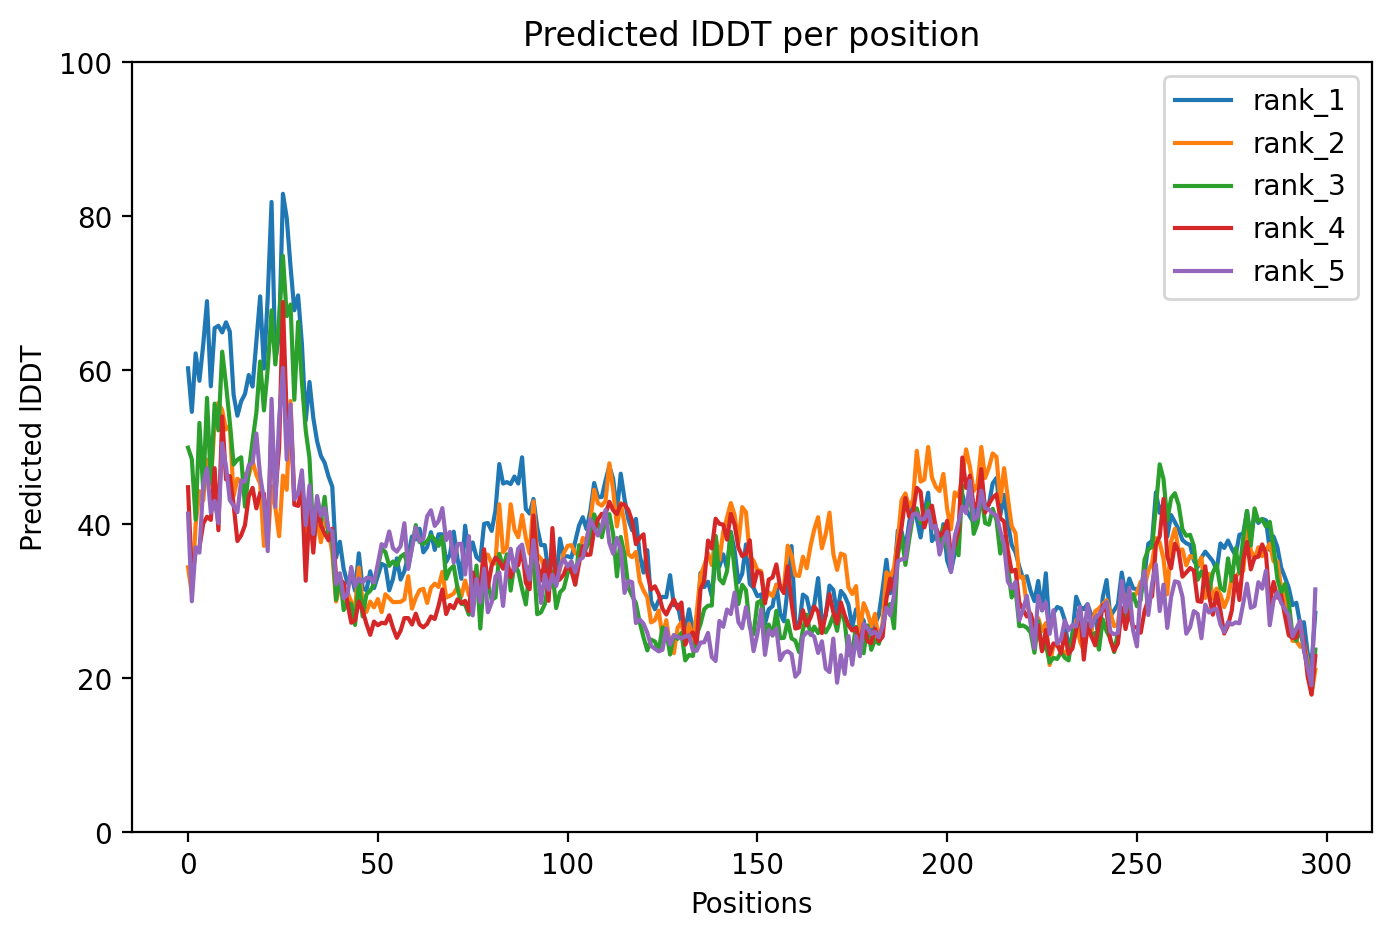 Predicted lDDT per position
100
80
60
40
20
0
Predicted lDDT
rank_1
rank_2
rank_3
rank_4
rank_5
0 50 100 150 200 250 300
Positions